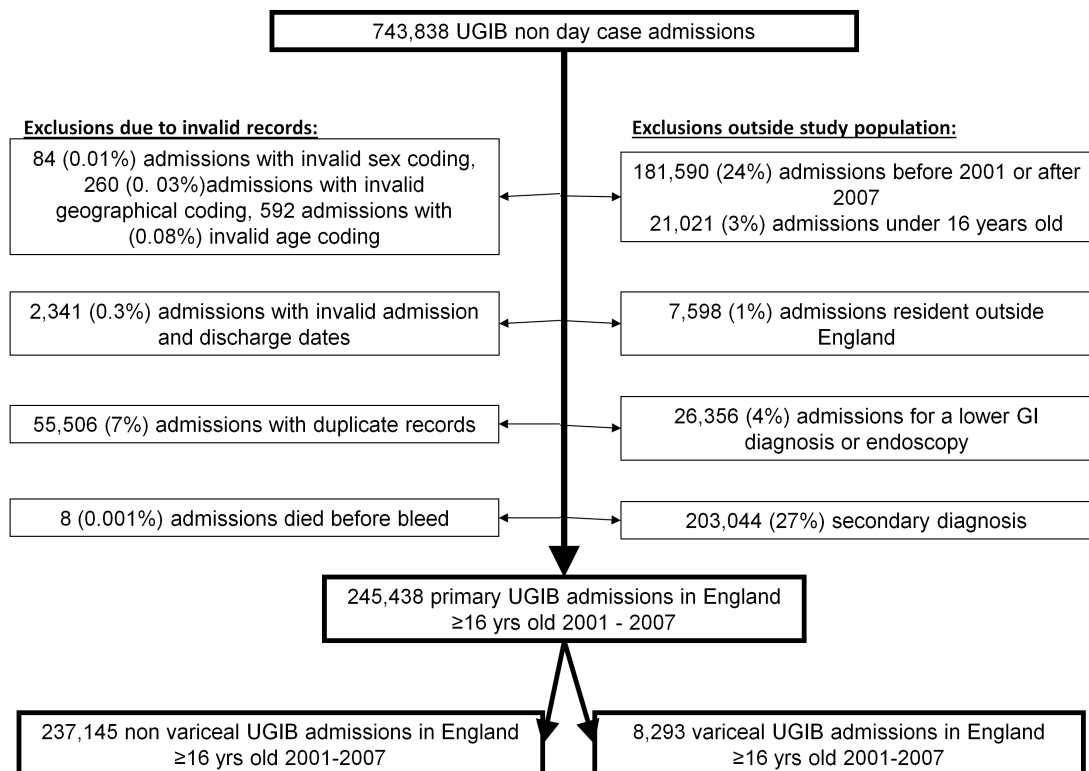 743,838 UGIB non day case admissions
Exclusions due to invalid records:
84 (0.01%) admissions with invalid sex coding,
260 (0. 03%)admissions with invalid
geographical coding, 592 admissions with
(0.08%) invalid age coding
2,341 (0.3%) admissions with invalid admission
and discharge dates
55,506 (7%) admissions with duplicate records
8 (0.001%) admissions died before bleed
Exclusions outside study population:
181,590 (24%) admissions before 2001 or after
2007
21,021 (3%) admissions under 16 years old
7,598 (1%) admissions resident outside
England
26,356 (4%) admissions for a lower GI
diagnosis or endoscopy
203,044 (27%) secondary diagnosis
245,438 primary UGIB admissions in England
≥16 yrs old 2001 - 2007
237,145 non variceal UGIB admissions in England
≥16 yrs old 2001-2007
8,293 variceal UGIB admissions in England
≥16 yrs old 2001-2007